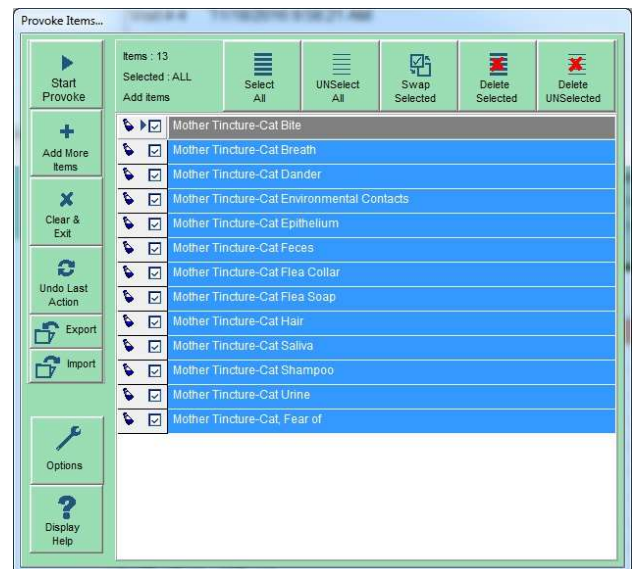 Provoke Items...
Start
Provoke
Add More
Items
Clear &
Exit
Undo Last
Action
Export
Import
Options
Display
Help
Items : 13
Selected : ALL
Add items
Select
All
UNSelect
All
Swap
Selected
Delete
Selected
Delete
UNSelected
Mother Tincture-Cat Bite
Mother Tincture-Cat Breath
Mother Tincture-Cat Dander
Mother Tincture-Cat Environmental Contacts
Mother Tincture-Cat Epithelium
Mother Tincture-Cat Feces
Mother Tincture-Cat Flea Collar
Mother Tincture-Cat Flea Soap
Mother Tincture-Cat Hair
Mother Tincture-Cat Saliva
Mother Tincture-Cat Shampoo
Mother Tincture-Cat Urine
Mother Tincture-Cat, Fear of